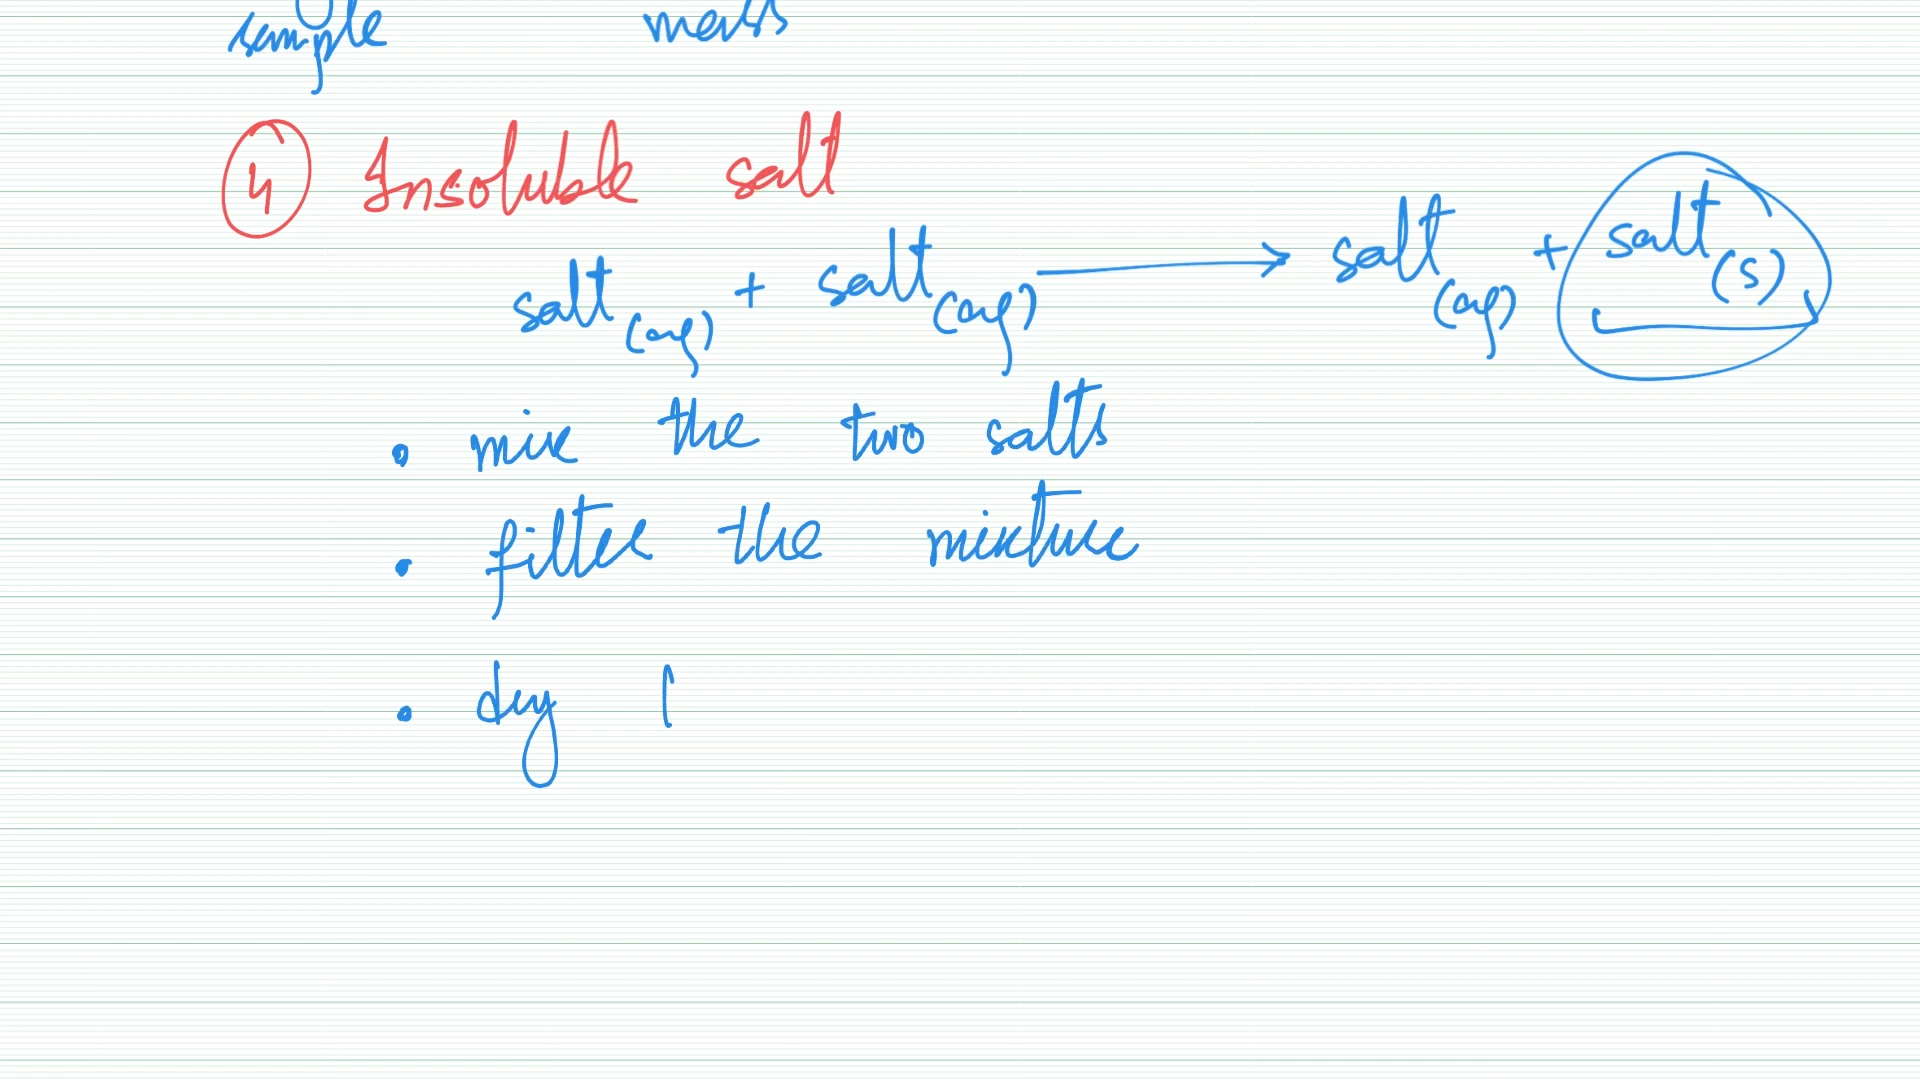 sample meass
4 Insoluble salt
salt(aq) + salt(aq) → salt(aq) + salt(s)
• mix the two salts
• filter the mixture
• dry